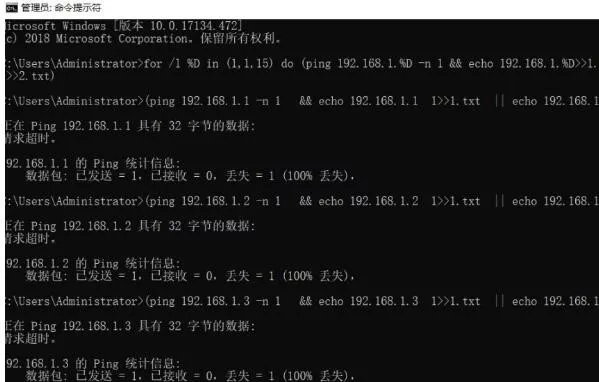 管理员: 命令提示符
icrosoft Windows [版本 10.0.17134.472]
c) 2018 Microsoft Corporation。保留所有权利。
:\Users\Administrator>for /l %D in (1,1,15) do (ping 192.168.1.%D -n 1 && echo 192.168.1.%D>>1.
>>2.txt)
:\Users\Administrator>(ping 192.168.1.1 -n 1   && echo 192.168.1.1  1>>1.txt  || echo 192.168.1
正在 Ping 192.168.1.1 具有 32 字节的数据:
请求超时。
92.168.1.1 的 Ping 统计信息:
数据包: 已发送 = 1，已接收 = 0，丢失 = 1 (100% 丢失)，
:\Users\Administrator>(ping 192.168.1.2 -n 1   && echo 192.168.1.2  1>>1.txt  || echo 192.168.1
正在 Ping 192.168.1.2 具有 32 字节的数据:
请求超时。
92.168.1.2 的 Ping 统计信息:
数据包: 已发送 = 1，已接收 = 0，丢失 = 1 (100% 丢失)，
:\Users\Administrator>(ping 192.168.1.3 -n 1   && echo 192.168.1.3  1>>1.txt  || echo 192.168.1
正在 Ping 192.168.1.3 具有 32 字节的数据:
请求超时。
92.168.1.3 的 Ping 统计信息:
数据包: 已发送 = 1，已接收 = 0，丢失 = 1 (100% 丢失)，